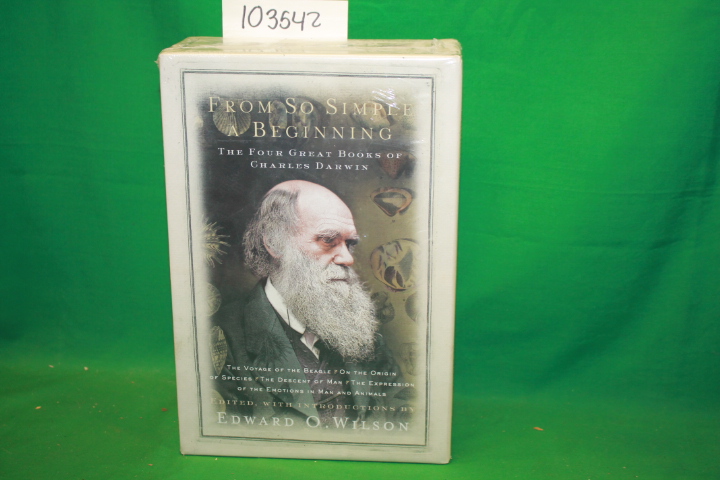 103542
FROM SO SIMPLE
A BEGINNING
THE FOUR GREAT BOOKS OF
CHARLES DARWIN
THE VOYAGE OF THE BEAGLE / ON THE ORIGIN
OF SPECIES / THE DESCENT OF MAN / THE EXPRESSION
OF THE EMOTIONS IN MAN AND ANIMALS
EDITED, WITH INTRODUCTIONS BY
EDWARD O. WILSON